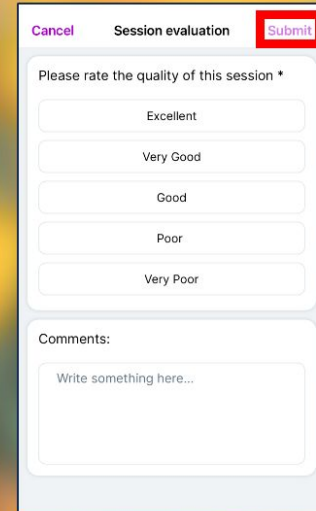 Cancel Session evaluation Submit
Please rate the quality of this session *
Excellent
Very Good
Good
Poor
Very Poor
Comments:
Write something here...